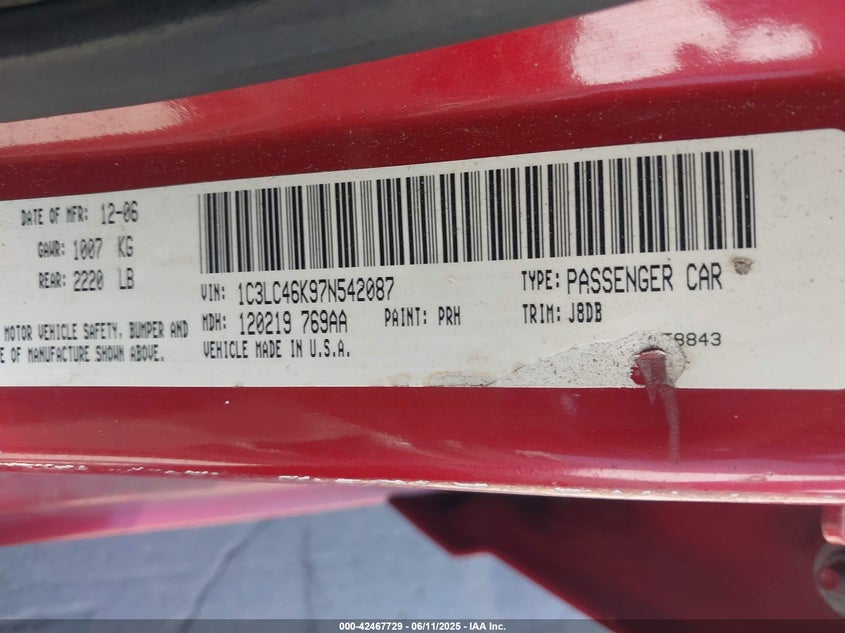 DATE OF MFR: 12-06
GAWR: 1007 KG
REAR: 2220 LB
MOTOR VEHICLE SAFETY, BUMPER AND
E OF MANUFACTURE SHOWN ABOVE.
VIN: 1C3LC46K97N542087
TYPE: PASSENGER CAR
MDH: 120219 769AA
PAINT: PRH
TRIM: J8DB
VEHICLE MADE IN U.S.A.
8843
000-42467729 - 06/11/2025 - IAA Inc.